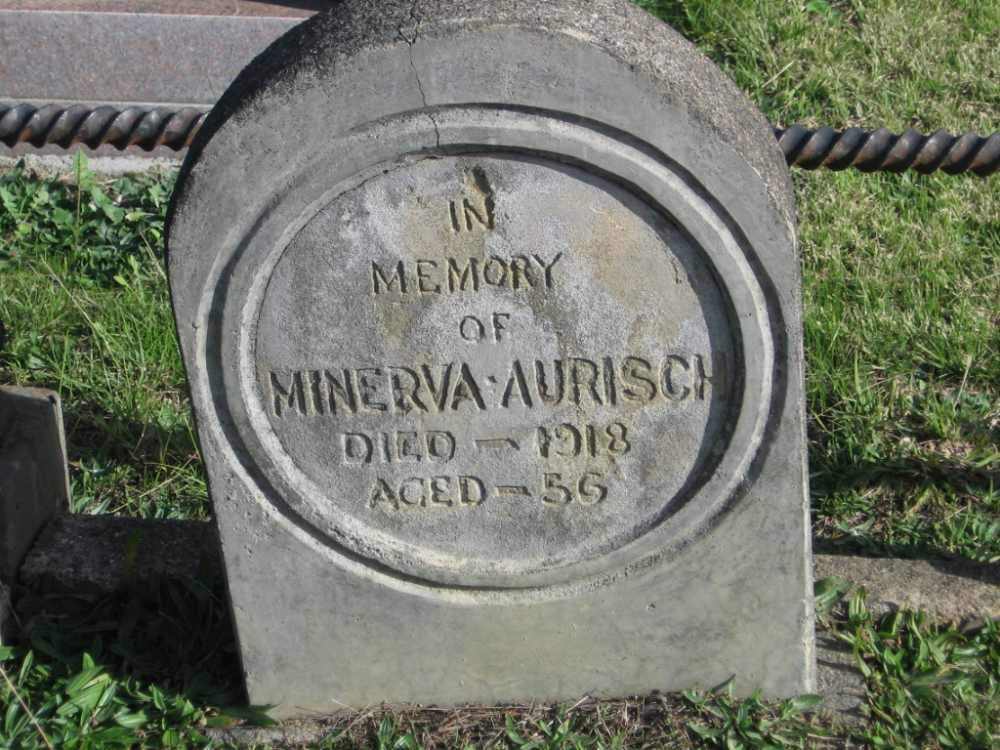 IN
MEMORY
OF
MINERVA·AURISCH
DIED - 1918
AGED - 56